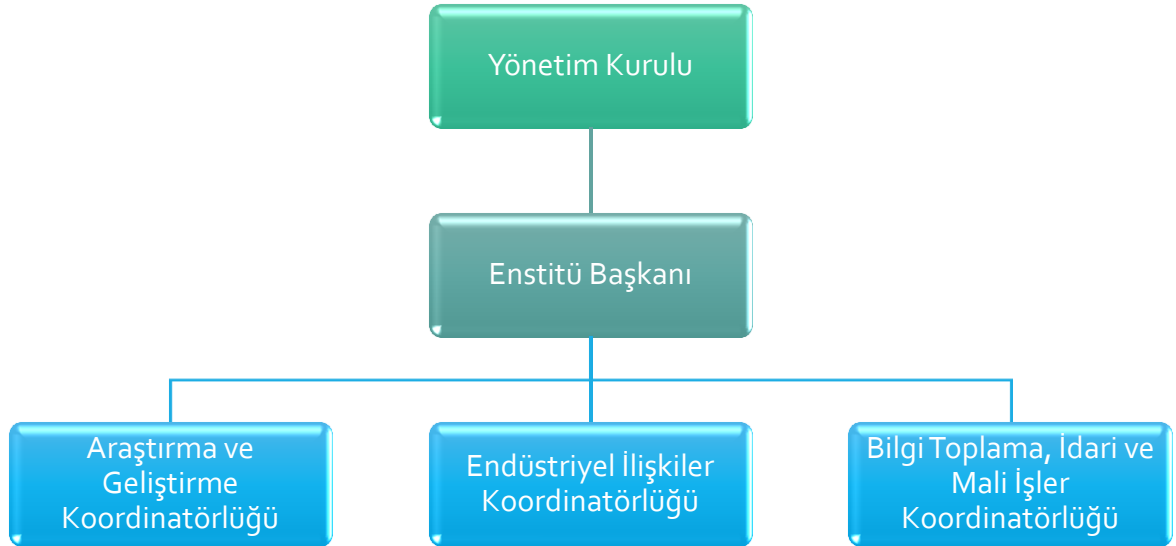 Yönetim Kurulu
Enstitü Başkanı
Araştırma ve
Geliştirme
Koordinatörlüğü
Endüstriyel İlişkiler
Koordinatörlüğü
Bilgi Toplama, İdari ve
Mali İşler
Koordinatörlüğü